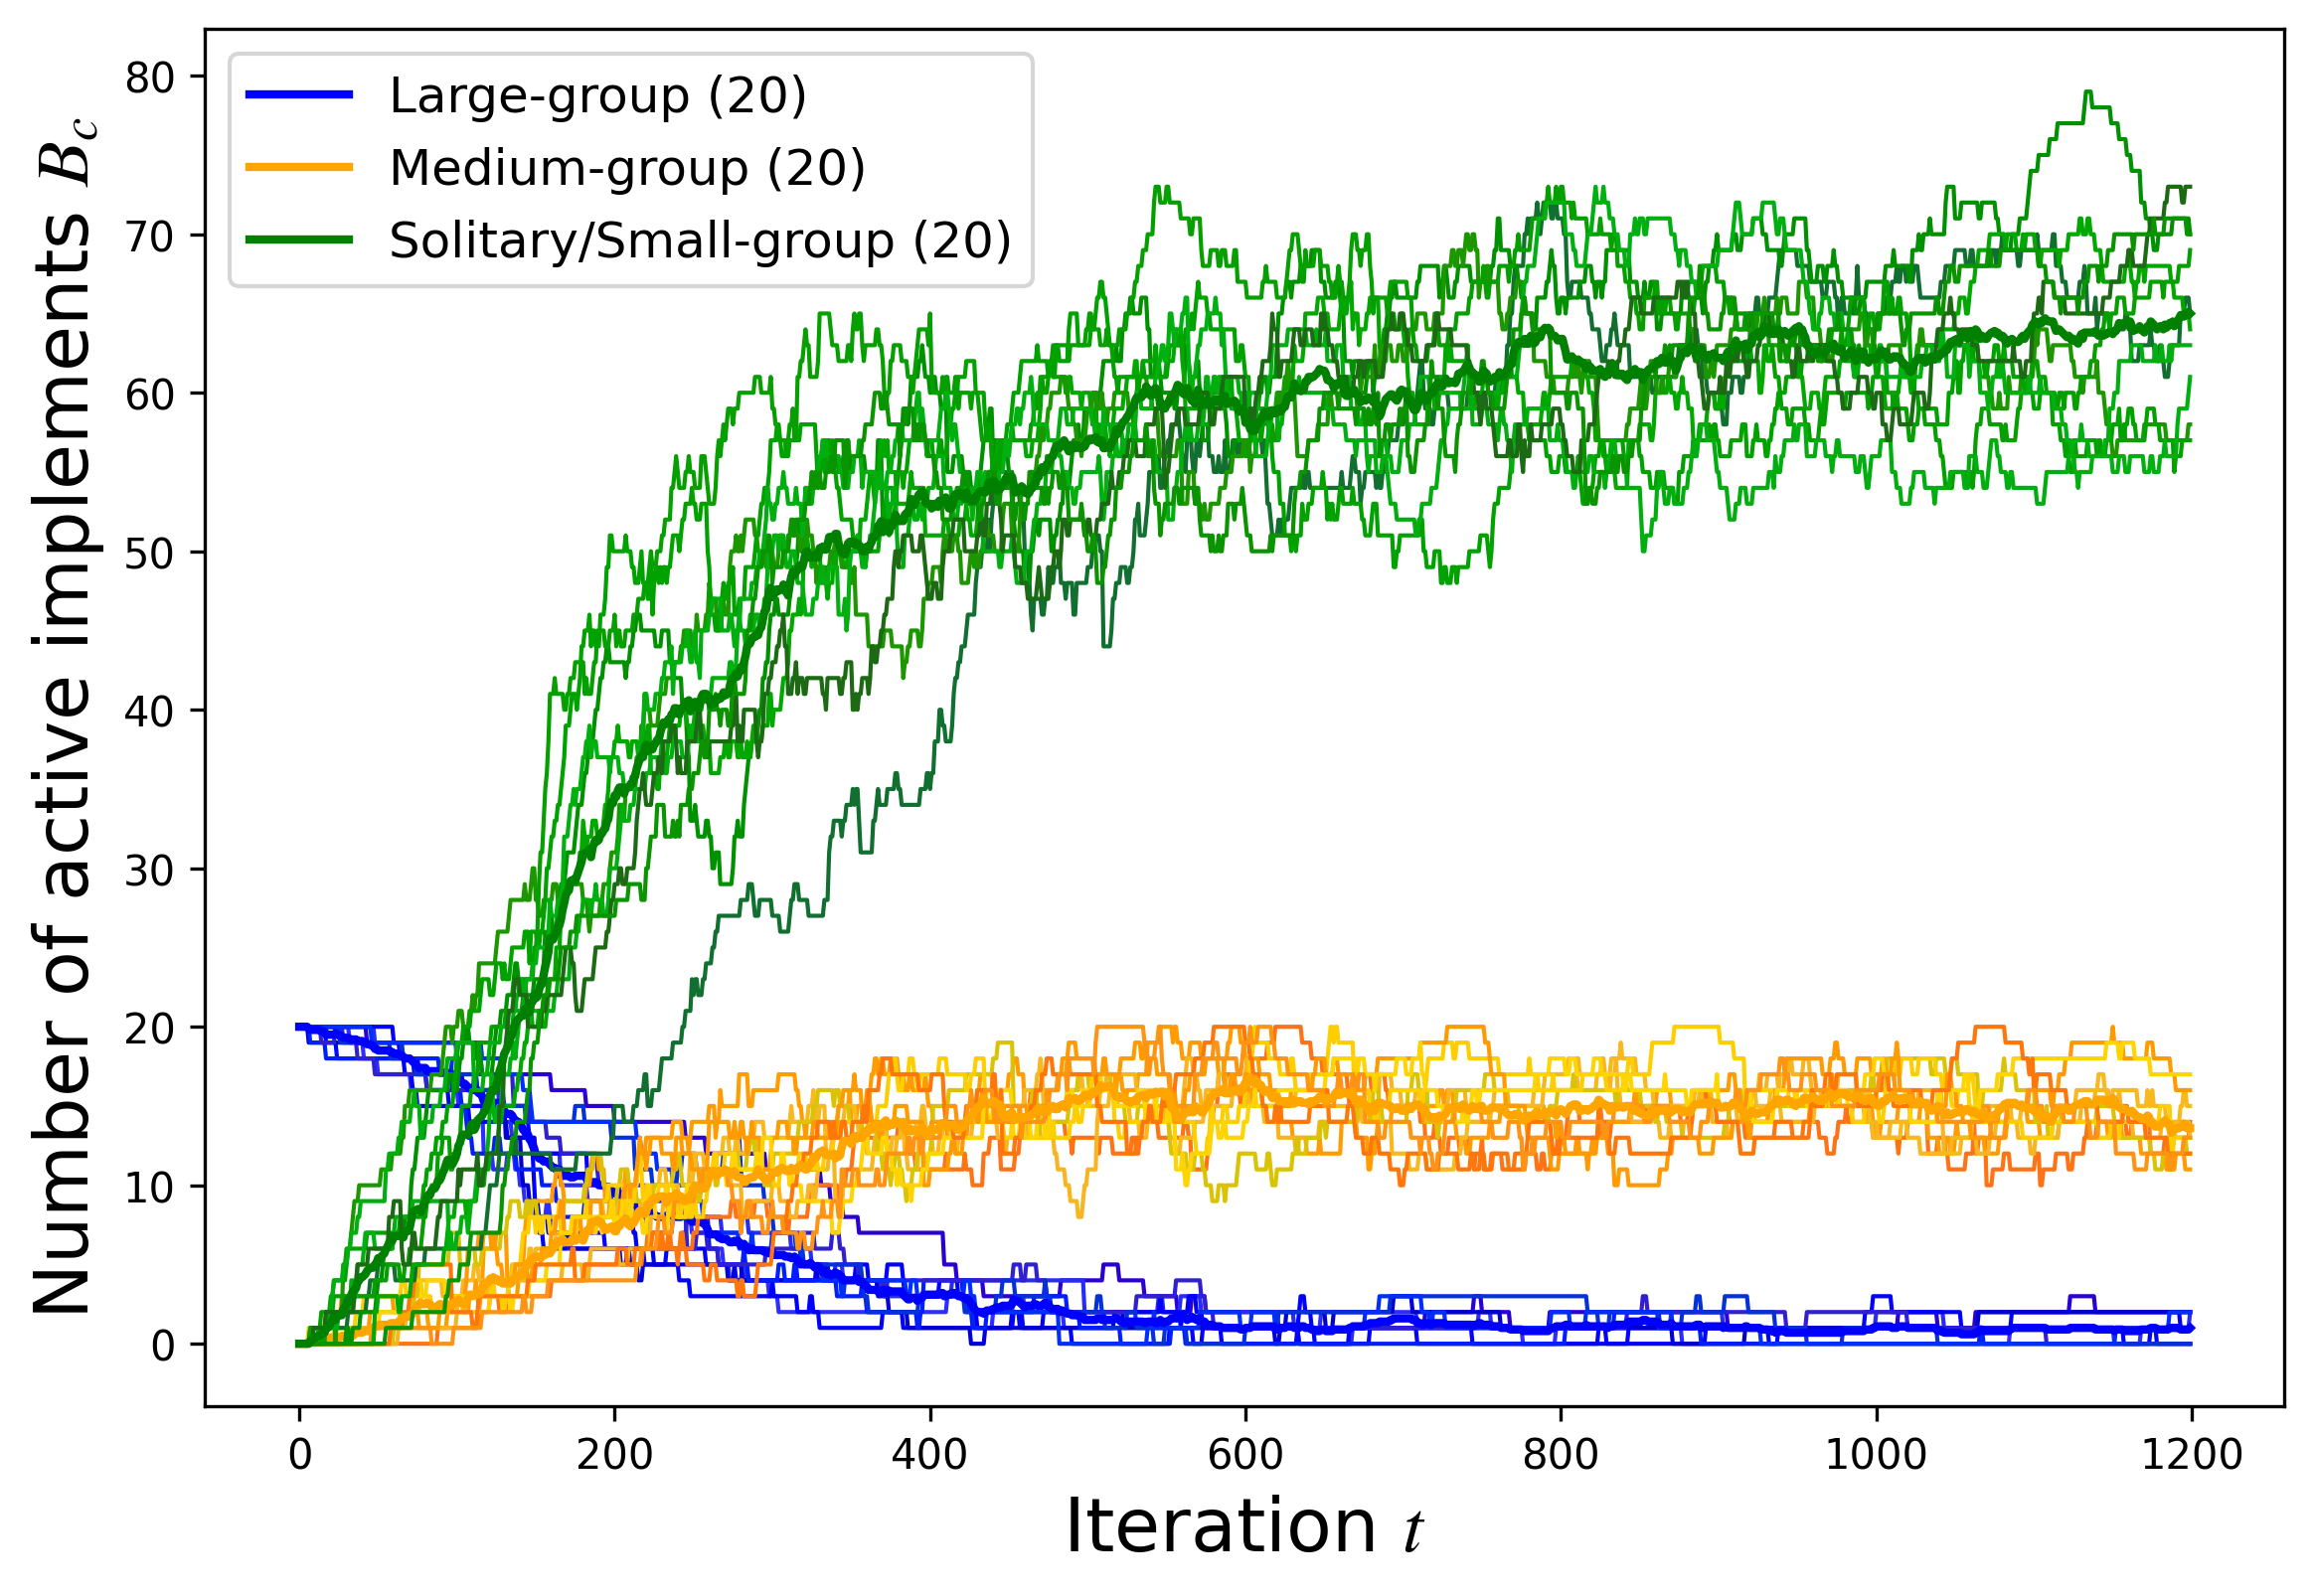 Large-group (20)
Medium-group (20)
Solitary/Small-group (20)
Number of active implements B_c
80
70
60
50
40
30
20
10
0
0 200 400 600 800 1000 1200
Iteration t